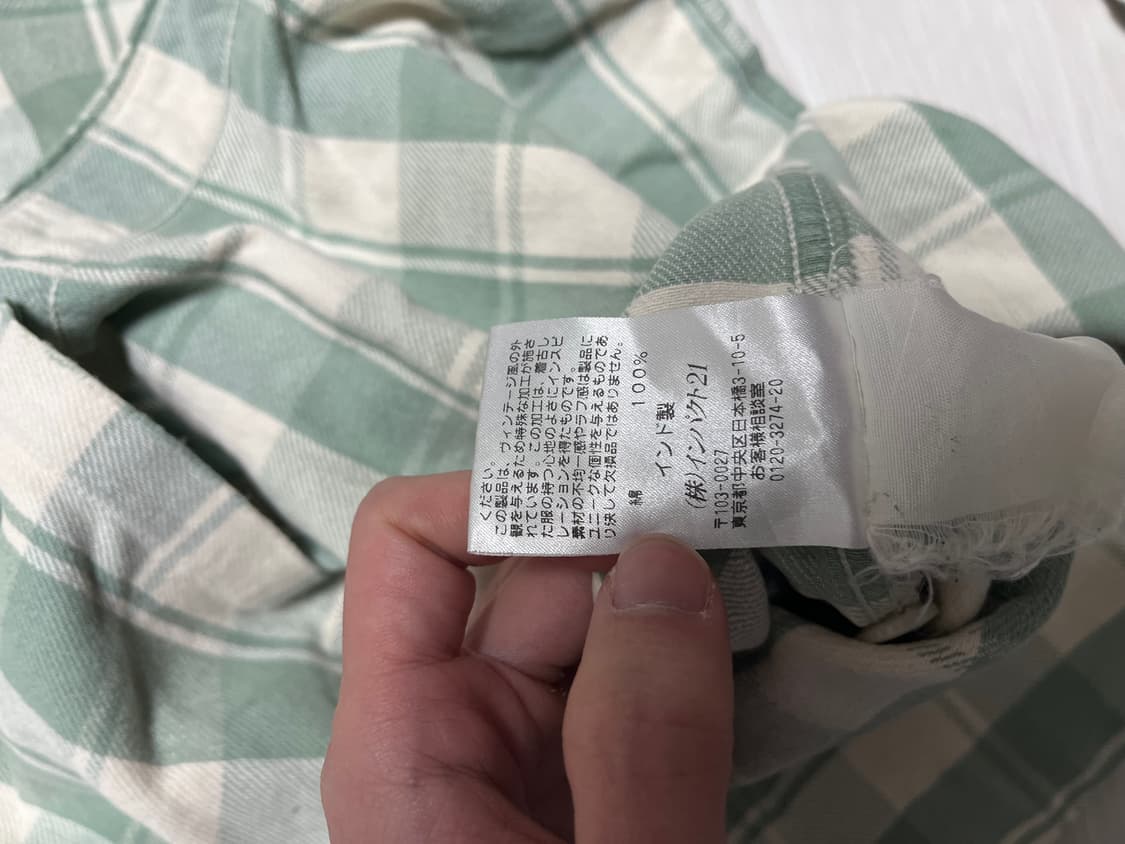 ください。
この製品は、ヴィンテージ風の外
観を与えるため特殊な加工が施さ
れています。この加工は、着古し
た服の持つ心地のよさにインスピ
レーションを得たものです。
素材の不均一感やラフ感は製品に
ユニークな個性を与えるものであ
り決して欠損品ではありません。
綿 100%
インド製
(株)インパクト21
〒103-0027
東京都中央区日本橋3-10-5
お客様相談室
0120-3274-20